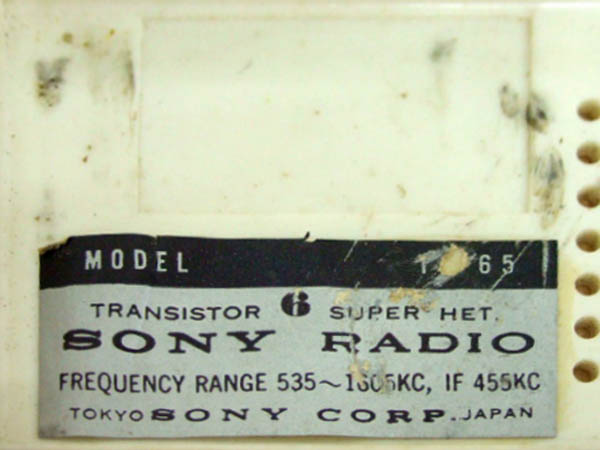 MODEL 65
TRANSISTOR 6 SUPER HET.
SONY RADIO
FREQUENCY RANGE 535~1605KC, IF 455KC
TOKYO SONY CORP. JAPAN